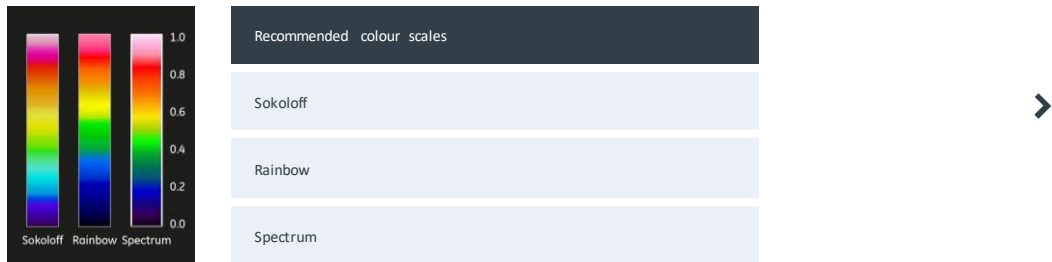 1.0
0.8
0.6
0.4
0.2
0.0
Sokoloff Rainbow Spectrum
Recommended colour scales
Sokoloff
Rainbow
Spectrum